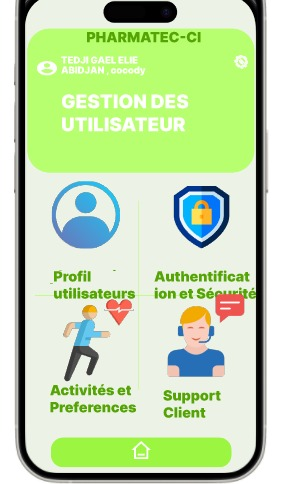 PHARMATEC-CI
TEDJI GAEL ELIE
ABIDJAN , cocody
GESTION DES
UTILISATEUR
Profil
utilisateurs
Authentificat
ion et Sécurité
Activités et
Preferences
Support
Client